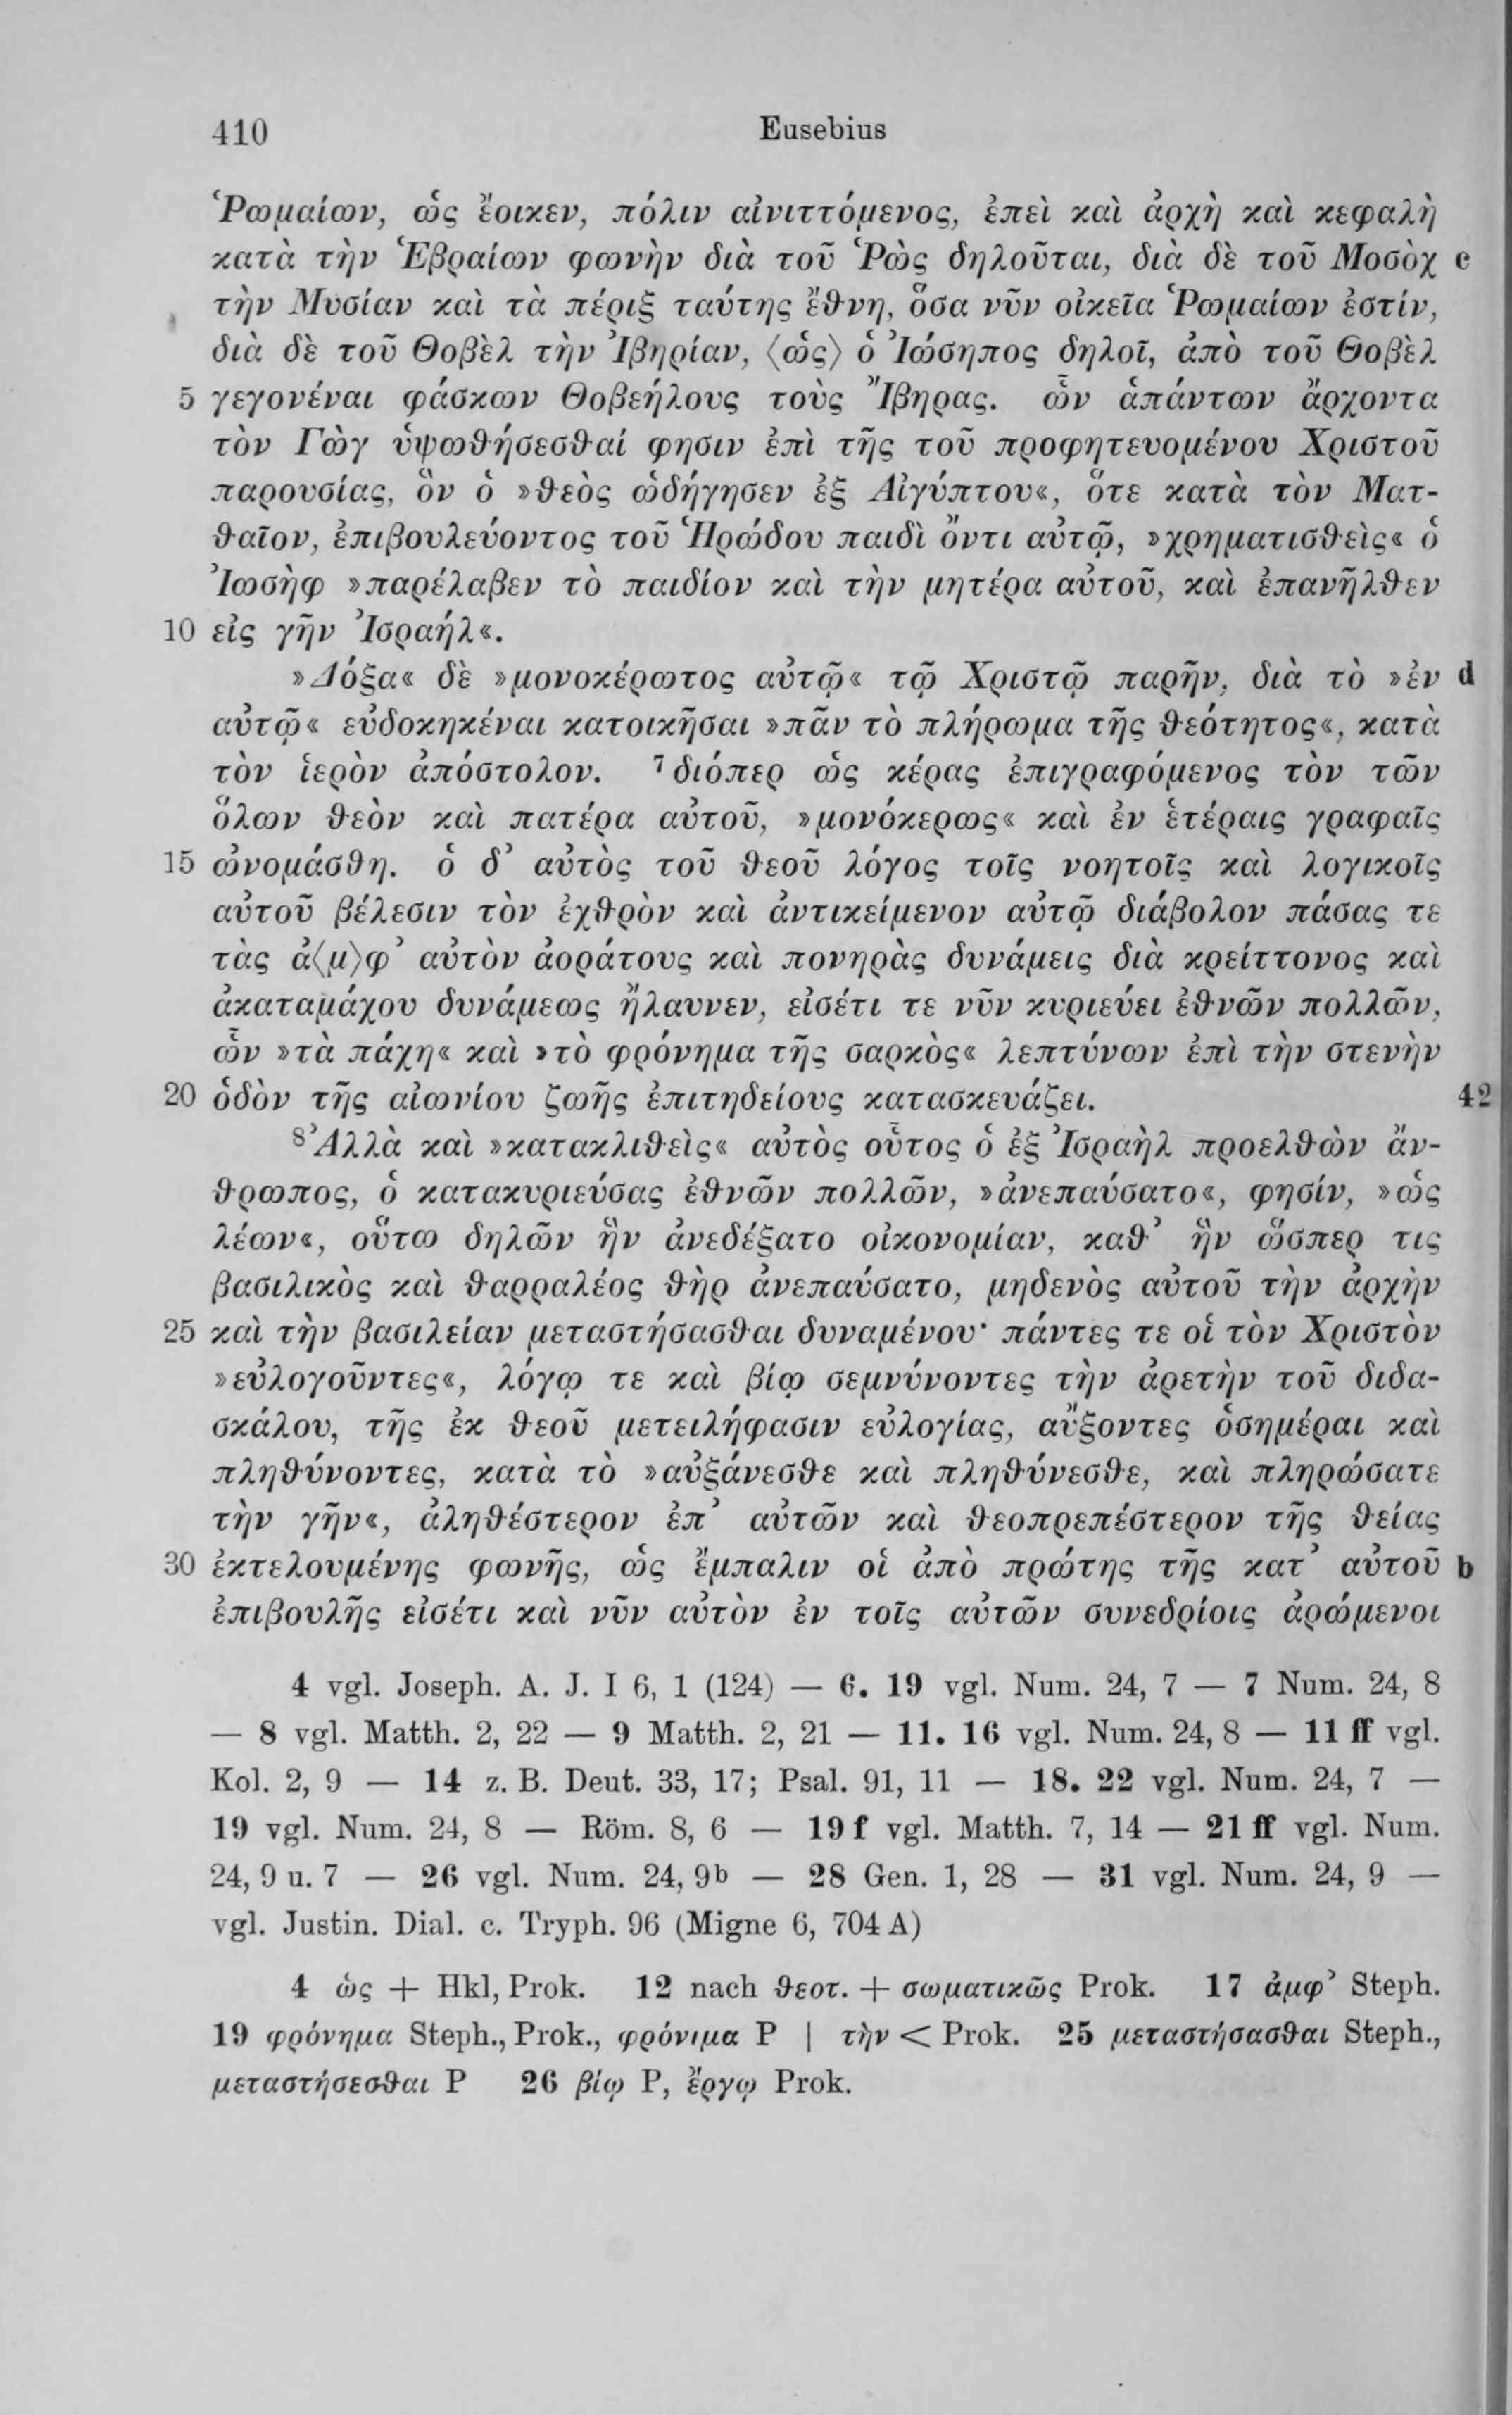 410 Eusebius
Ῥωμαίων, ὡς ἔοικεν, πόλιν αἰνιττόμενος, ἐπεὶ καὶ ἀρχὴ καὶ κεφαλὴ
κατὰ τὴν Ἑβραίων φωνὴν διὰ τοῦ Ῥὼς δηλοῦται, διὰ δὲ τοῦ Μοσὸχ c
τὴν Μυσίαν καὶ τὰ πέριξ ταύτης ἔθνη, ὅσα νῦν οἰκεῖα Ῥωμαίων ἐστίν,
διὰ δὲ τοῦ Θοβὲλ τὴν Ἰβηρίαν, ⟨ὡς⟩ ὁ Ἰώσηπος δηλοῖ, ἀπὸ τοῦ Θοβὲλ
5 γεγονέναι φάσκων Θοβεήλους τοὺς Ἴβηρας. ὧν ἁπάντων ἄρχοντα
τὸν Γὼγ ὑψωθήσεσθαί φησιν ἐπὶ τῆς τοῦ προφητευομένου Χριστοῦ
παρουσίας, ὃν ὁ »θεὸς ὡδήγησεν ἐξ Αἰγύπτου«, ὅτε κατὰ τὸν Ματ-
θαῖον, ἐπιβουλεύοντος τοῦ Ἡρώδου παιδὶ ὄντι αὐτῷ, »χρηματισθεὶς« ὁ
Ἰωσὴφ »παρέλαβεν τὸ παιδίον καὶ τὴν μητέρα αὐτοῦ, καὶ ἐπανῆλθεν
10 εἰς γῆν Ἰσραήλ«.
»Δόξα« δὲ »μονοκέρωτος αὐτῷ« τῷ Χριστῷ παρῆν, διὰ τὸ »ἐν d
αὐτῷ« εὐδοκηκέναι κατοικῆσαι »πᾶν τὸ πλήρωμα τῆς θεότητος«, κατὰ
τὸν ἱερὸν ἀπόστολον. ⁷ διόπερ ὡς κέρας ἐπιγραφόμενος τὸν τῶν
ὅλων θεὸν καὶ πατέρα αὐτοῦ, »μονόκερως« καὶ ἐν ἑτέραις γραφαῖς
15 ὠνομάσθη. ὁ δ’ αὐτὸς τοῦ θεοῦ λόγος τοῖς νοητοῖς καὶ λογικοῖς
αὐτοῦ βέλεσιν τὸν ἐχθρὸν καὶ ἀντικείμενον αὐτῷ διάβολον πάσας τε
τὰς ἀ⟨μ⟩φ’ αὐτὸν ἀοράτους καὶ πονηρὰς δυνάμεις διὰ κρείττονος καὶ
ἀκαταμάχου δυνάμεως ἤλαυνεν, εἰσέτι τε νῦν κυριεύει ἐθνῶν πολλῶν,
ὧν »τὰ πάχη« καὶ »τὸ φρόνημα τῆς σαρκὸς« λεπτύνων ἐπὶ τὴν στενὴν
20 ὁδὸν τῆς αἰωνίου ζωῆς ἐπιτηδείους κατασκευάζει. 42
⁸ Ἀλλὰ καὶ »κατακλιθεὶς« αὐτὸς οὗτος ὁ ἐξ Ἰσραὴλ προελθὼν ἄν-
θρωπος, ὁ κατακυριεύσας ἐθνῶν πολλῶν, »ἀνεπαύσατο«, φησίν, »ὡς
λέων«, οὕτω δηλῶν ἣν ἀνεδέξατο οἰκονομίαν, καθ’ ἣν ὥσπερ τις
βασιλικὸς καὶ θαρραλέος θὴρ ἀνεπαύσατο, μηδενὸς αὐτοῦ τὴν ἀρχὴν
25 καὶ τὴν βασιλείαν μεταστήσασθαι δυναμένου· πάντες τε οἱ τὸν Χριστὸν
»εὐλογοῦντες«, λόγῳ τε καὶ βίῳ σεμνύνοντες τὴν ἀρετὴν τοῦ διδα-
σκάλου, τῆς ἐκ θεοῦ μετειλήφασιν εὐλογίας, αὔξοντες ὁσημέραι καὶ
πληθύνοντες, κατὰ τὸ »αὐξάνεσθε καὶ πληθύνεσθε, καὶ πληρώσατε
τὴν γῆν«, ἀληθέστερον ἐπ’ αὐτῶν καὶ θεοπρεπέστερον τῆς θείας
30 ἐκτελουμένης φωνῆς, ὡς ἔμπαλιν οἱ ἀπὸ πρώτης τῆς κατ’ αὐτοῦ b
ἐπιβουλῆς εἰσέτι καὶ νῦν αὐτὸν ἐν τοῖς αὐτῶν συνεδρίοις ἀρώμενοι
4 vgl. Joseph. A. J. I 6, 1 (124) — 6. 19 vgl. Num. 24, 7 — 7 Num. 24, 8
— 8 vgl. Matth. 2, 22 — 9 Matth. 2, 21 — 11. 16 vgl. Num. 24, 8 — 11 ff vgl.
Kol. 2, 9 — 14 z. B. Deut. 33, 17; Psal. 91, 11 — 18. 22 vgl. Num. 24, 7 —
19 vgl. Num. 24, 8 — Röm. 8, 6 — 19 f vgl. Matth. 7, 14 — 21 ff vgl. Num.
24, 9 u. 7 — 26 vgl. Num. 24, 9b — 28 Gen. 1, 28 — 31 vgl. Num. 24, 9 —
vgl. Justin. Dial. c. Tryph. 96 (Migne 6, 704 A)
4 ὡς + Hkl, Prok. 12 nach θεοτ. + σωματικῶς Prok. 17 ἀμφ’ Steph.
19 φρόνημα Steph., Prok., φρόνιμα P | τὴν < Prok. 25 μεταστήσασθαι Steph.,
μεταστήσεσθαι P 26 βίῳ P, ἔργῳ Prok.